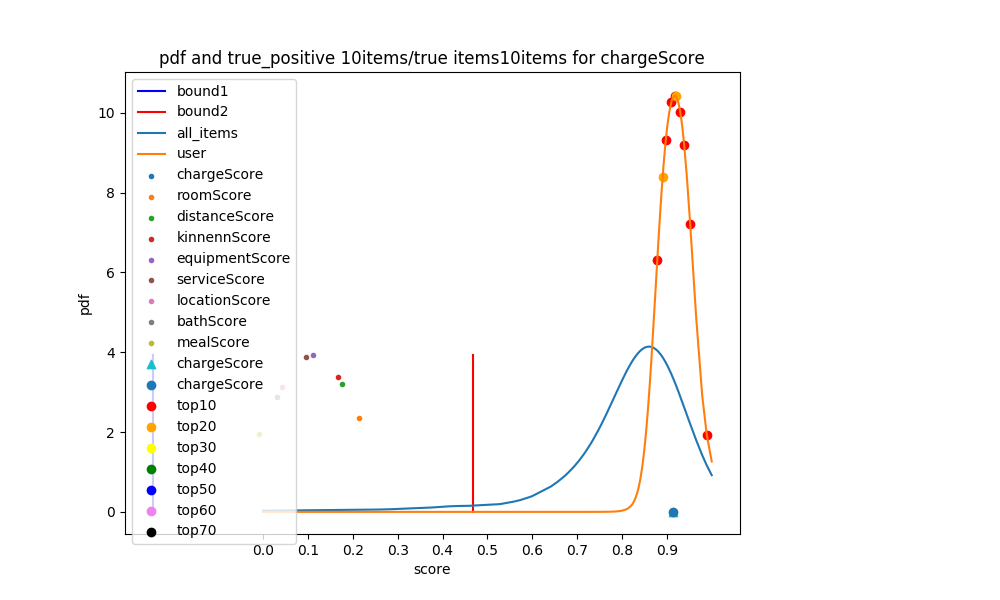 pdf and true_positive 10items/true items10items for chargeScore
bound1
bound2
all_items
user
chargeScore
roomScore
distanceScore
kinnennScore
equipmentScore
serviceScore
locationScore
bathScore
mealScore
chargeScore
chargeScore
top10
top20
top30
top40
top50
top60
top70
pdf
10
8
6
4
2
0
0.0 0.1 0.2 0.3 0.4 0.5 0.6 0.7 0.8 0.9
score